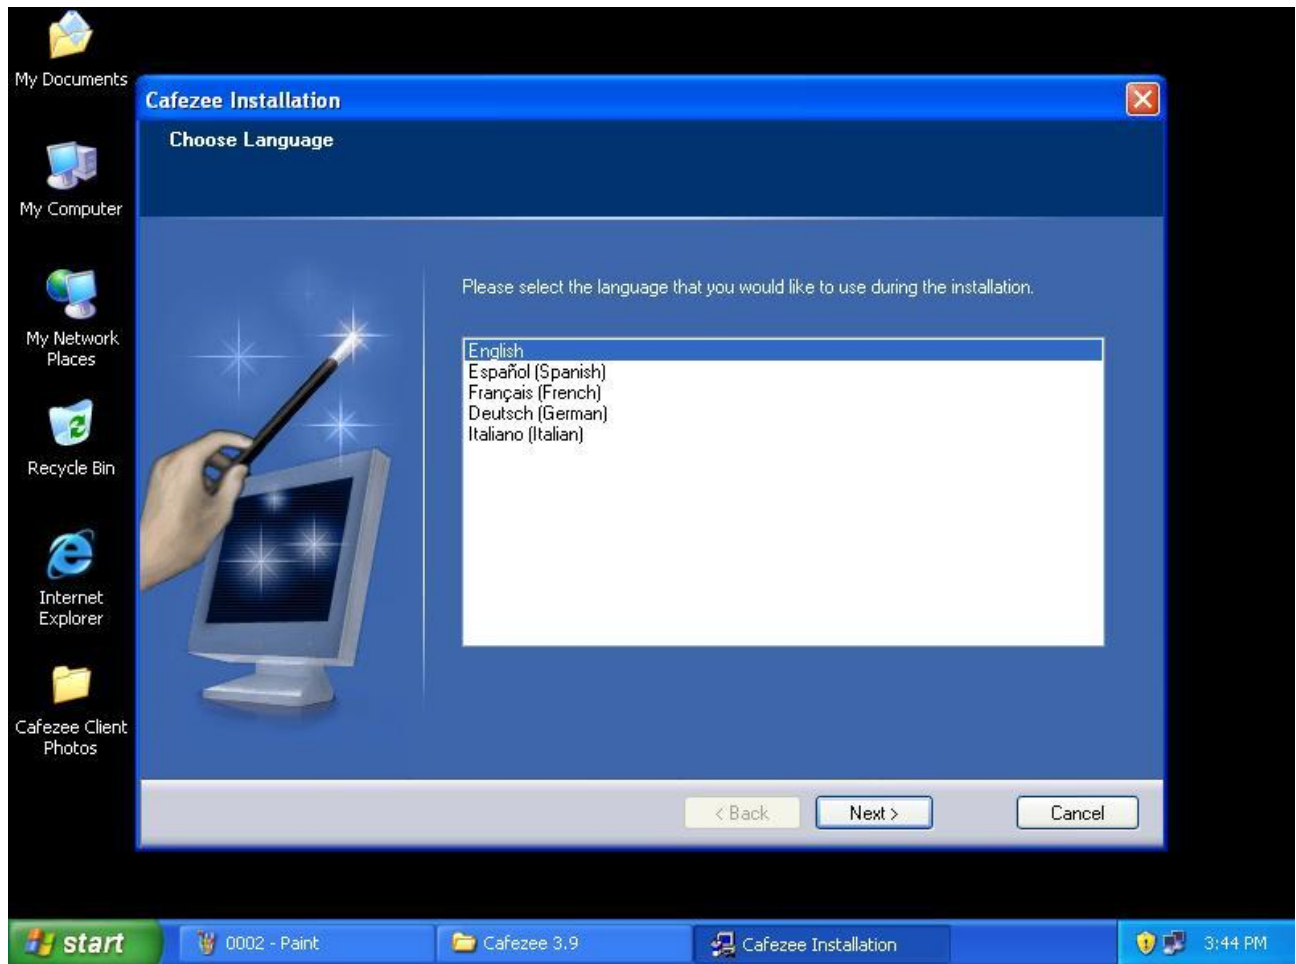 My Documents
My Computer
My Network
Places
Recycle Bin
Internet
Explorer
Cafezee Client
Photos
Cafezee Installation
Choose Language
Please select the language that you would like to use during the installation.
English
Español (Spanish)
Français (French)
Deutsch (German)
Italiano (Italian)
< Back
Next >
Cancel
start
0002 - Paint
Cafezee 3.9
Cafezee Installation
3:44 PM